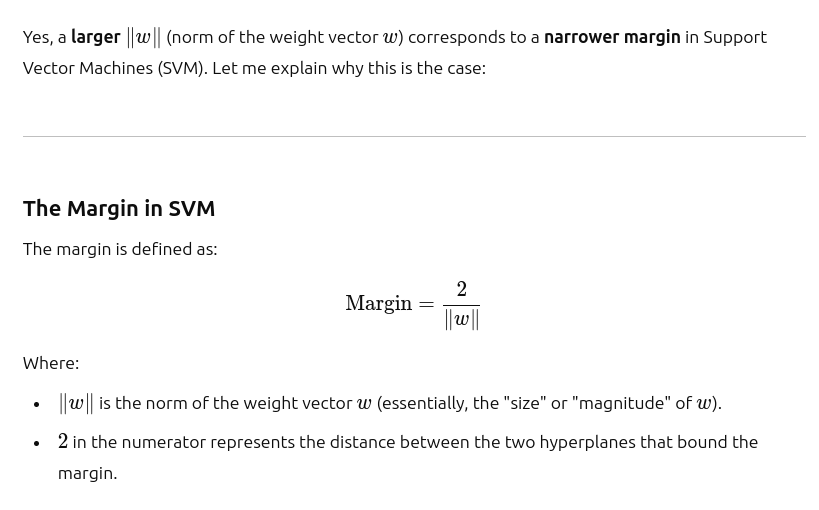 Yes, a larger ‖w‖ (norm of the weight vector w) corresponds to a narrower margin in Support
Vector Machines (SVM). Let me explain why this is the case:
The Margin in SVM
The margin is defined as:
Margin = 2 / ‖w‖
Where:
• ‖w‖ is the norm of the weight vector w (essentially, the "size" or "magnitude" of w).
• 2 in the numerator represents the distance between the two hyperplanes that bound the
margin.